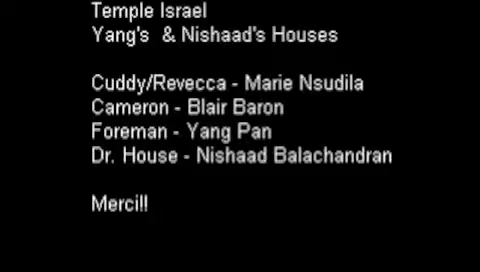 Temple Israel
Yang's & Nishaad's Houses
Cuddy/Revecca - Marie Nsudila
Cameron - Blair Baron
Foreman - Yang Pan
Dr. House - Nishaad Balachandran
Merci!!